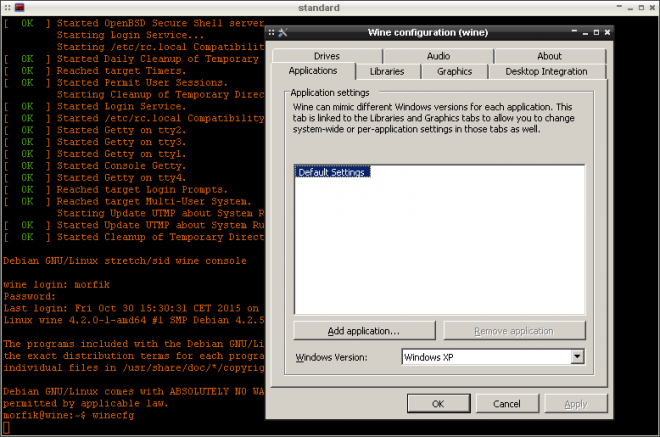 standard
[  OK  ] Started OpenBSD Secure Shell server
Starting Login Service...
Starting /etc/rc.local Compatibilit
[  OK  ] Started Daily Cleanup of Temporary
[  OK  ] Reached target Timers.
[  OK  ] Started Permit User Sessions.
Starting Cleanup of Temporary Direc
[  OK  ] Started Login Service.
[  OK  ] Started /etc/rc.local Compatibility
[  OK  ] Started Getty on tty2.
[  OK  ] Started Getty on tty3.
[  OK  ] Started Getty on tty1.
[  OK  ] Started Console Getty.
[  OK  ] Started Getty on tty4.
[  OK  ] Reached target Login Prompts.
[  OK  ] Reached target Multi-User System.
Starting Update UTMP about System R
[  OK  ] Started Update UTMP about System Ru
[  OK  ] Started Cleanup of Temporary Direct
Debian GNU/Linux stretch/sid wine console
wine login: morfik
Password:
Last login: Fri Oct 30 15:30:31 CET 2015 on
Linux wine 4.2.0-1-amd64 #1 SMP Debian 4.2.5
The programs included with the Debian GNU/Li
the exact distribution terms for each progra
individual files in /usr/share/doc/*/copyrig
Debian GNU/Linux comes with ABSOLUTELY NO WA
permitted by applicable law.
morfik@wine:~$ winecfg
Wine configuration (wine)
Drives
Audio
About
Applications
Libraries
Graphics
Desktop Integration
Application settings
Wine can mimic different Windows versions for each application. This
tab is linked to the Libraries and Graphics tabs to allow you to change
system-wide or per-application settings in those tabs as well.
Default Settings
Add application...
Remove application
Windows Version:
Windows XP
OK
Cancel
Apply